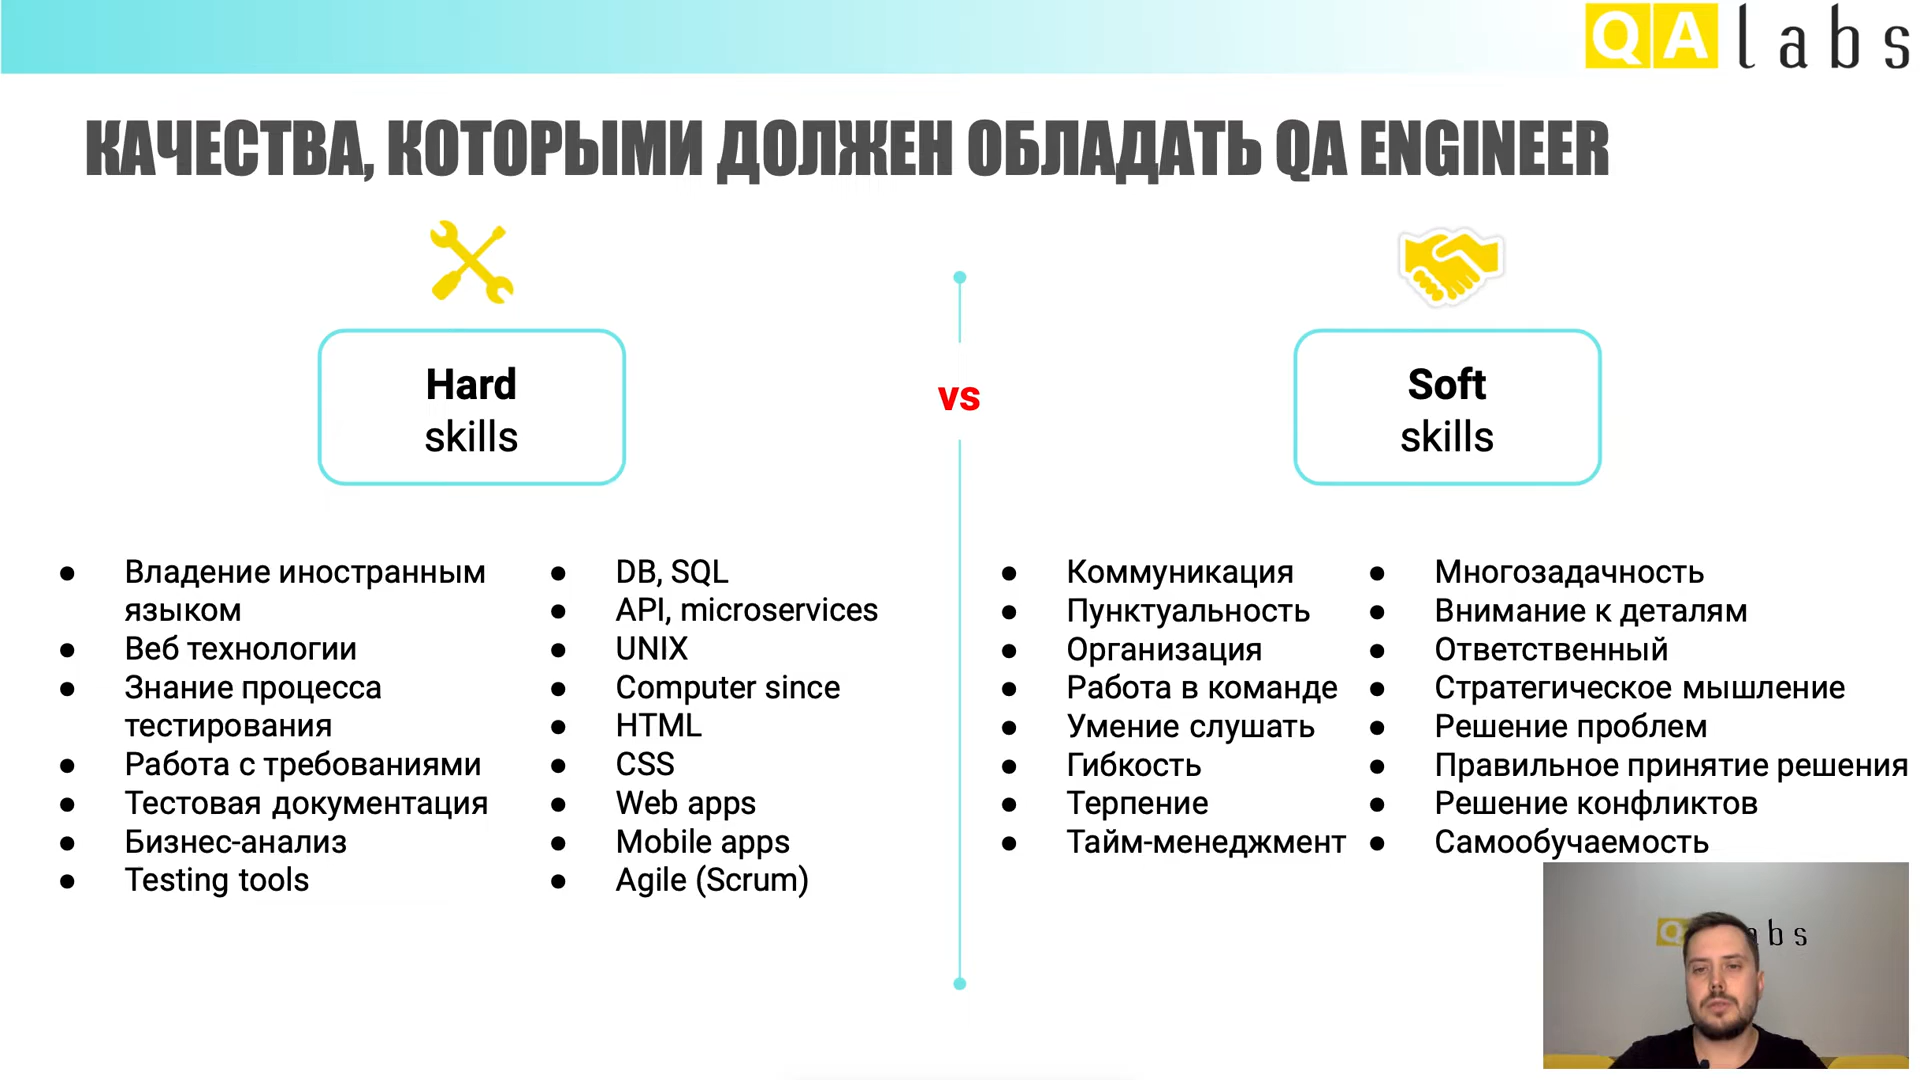 QA labs
КАЧЕСТВА, КОТОРЫМИ ДОЛЖЕН ОБЛАДАТЬ QA ENGINEER
Hard
skills
vs
Soft
skills
● Владение иностранным
языком
● Веб технологии
● Знание процесса
тестирования
● Работа с требованиями
● Тестовая документация
● Бизнес-анализ
● Testing tools
● DB, SQL
● API, microservices
● UNIX
● Computer since
● HTML
● CSS
● Web apps
● Mobile apps
● Agile (Scrum)
● Коммуникация
● Пунктуальность
● Организация
● Работа в команде
● Умение слушать
● Гибкость
● Терпение
● Тайм-менеджмент
● Многозадачность
● Внимание к деталям
● Ответственный
● Стратегическое мышление
● Решение проблем
● Правильное принятие решения
● Решение конфликтов
● Самообучаемость
Q abs